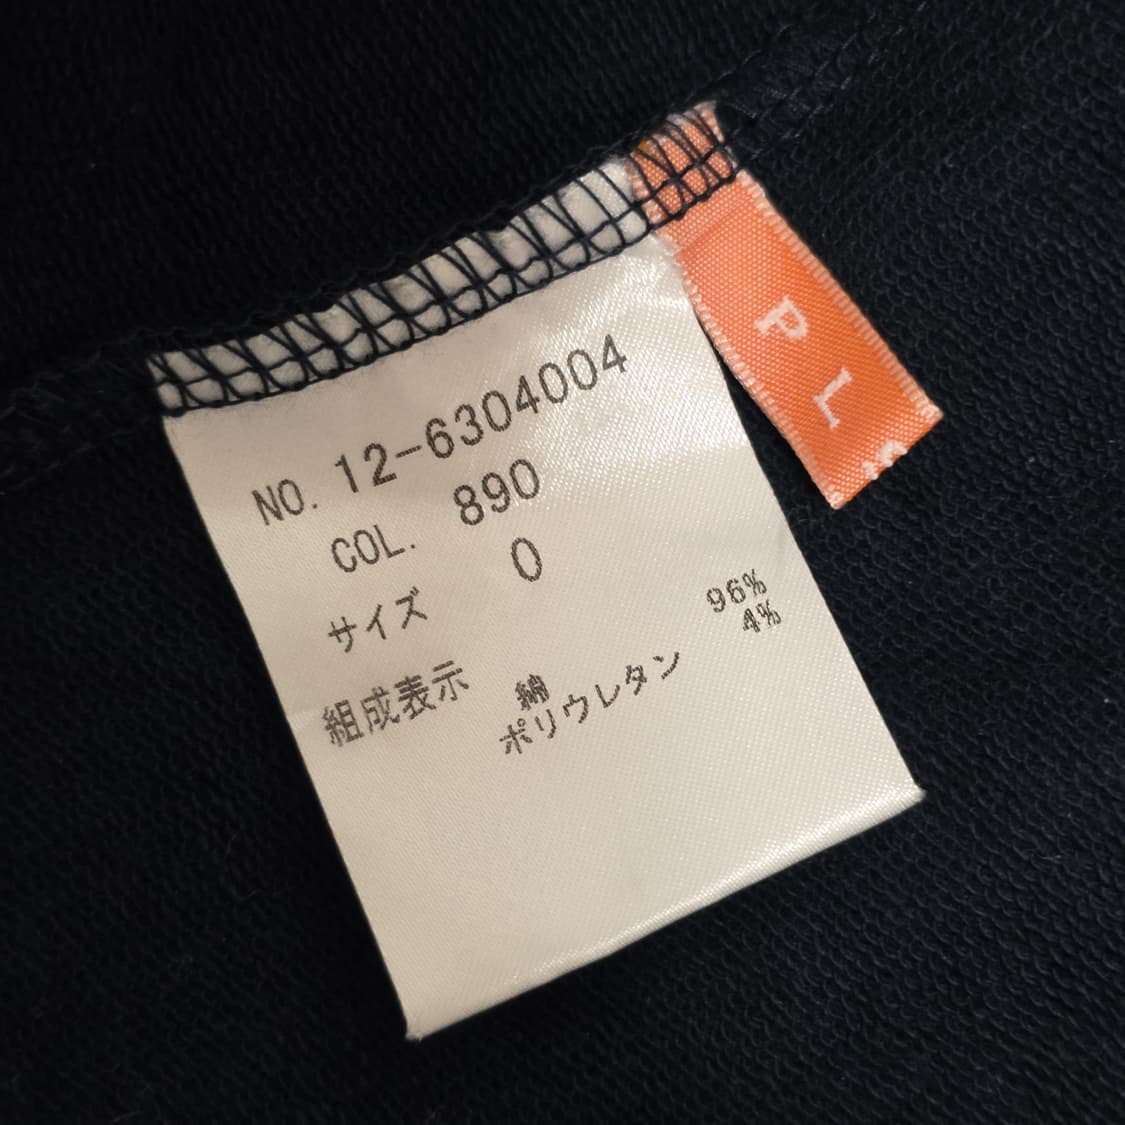 NO. 12-6304004
COL. 890
サイズ 0
組成表示 綿 96%
ポリウレタン 4%
P L